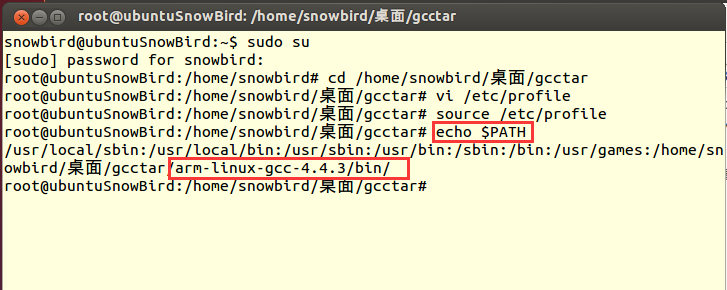 root@ubuntuSnowBird: /home/snowbird/桌面/gcctar
snowbird@ubuntuSnowBird:~$ sudo su
[sudo] password for snowbird:
root@ubuntuSnowBird:/home/snowbird# cd /home/snowbird/桌面/gcctar
root@ubuntuSnowBird:/home/snowbird/桌面/gcctar# vi /etc/profile
root@ubuntuSnowBird:/home/snowbird/桌面/gcctar# source /etc/profile
root@ubuntuSnowBird:/home/snowbird/桌面/gcctar# echo $PATH
/usr/local/sbin:/usr/local/bin:/usr/sbin:/usr/bin:/sbin:/bin:/usr/games:/home/sn
owbird/桌面/gcctar/arm-linux-gcc-4.4.3/bin/
root@ubuntuSnowBird:/home/snowbird/桌面/gcctar#